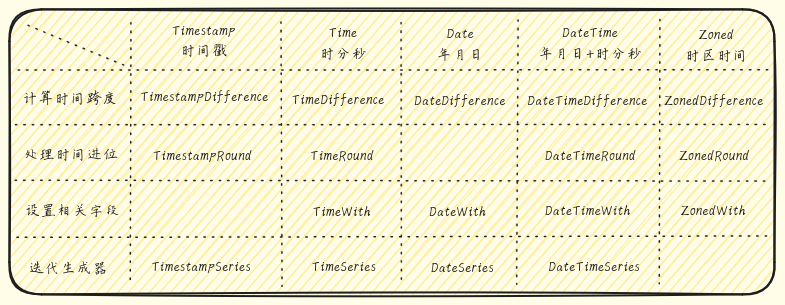 Timestamp Time Date DateTime Zoned
时间戳 时分秒 年月日 年月日+时分秒 时区时间
计算时间跨度 TimestampDifference TimeDifference DateDifference DateTimeDifference ZonedDifference
处理时间进位 TimestampRound TimeRound DateTimeRound ZonedRound
设置相关字段 TimeWith DateWith DateTimeWith ZonedWith
迭代生成器 TimestampSeries TimeSeries DateSeries DateTimeSeries